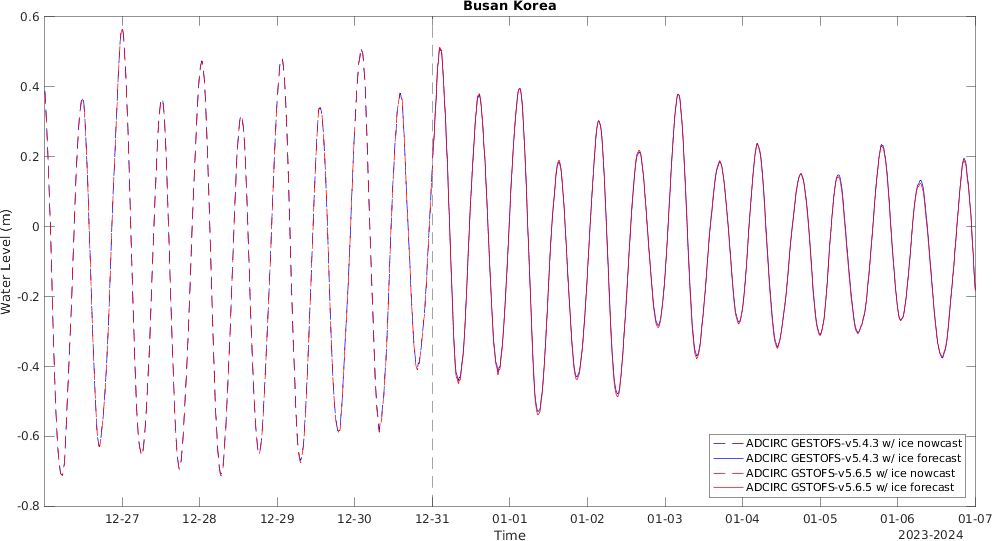 Busan Korea
Water Level (m)
0.6
0.4
0.2
0
-0.2
-0.4
-0.6
-0.8
ADCIRC GESTOFS-v5.4.3 w/ ice nowcast
ADCIRC GESTOFS-v5.4.3 w/ ice forecast
ADCIRC GSTOFS-v5.6.5 w/ ice nowcast
ADCIRC GSTOFS-v5.6.5 w/ ice forecast
12-27 12-28 12-29 12-30 12-31 01-01 01-02 01-03 01-04 01-05 01-06 01-07
Time
2023-2024